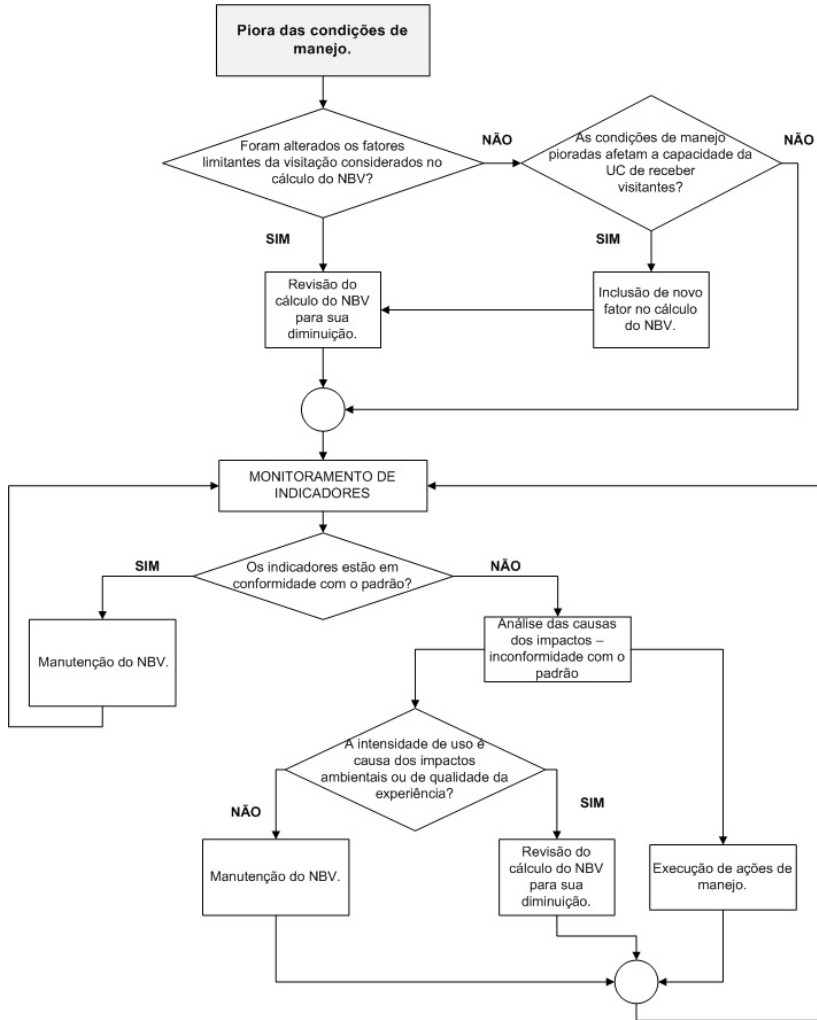 Piora das condições de
manejo.
Foram alterados os fatores
limitantes da visitação considerados no
cálculo do NBV?
NÃO
As condições de manejo
pioradas afetam a capacidade da
UC de receber
visitantes?
NÃO
SIM
SIM
Revisão do
cálculo do NBV
para sua
diminuição.
Inclusão de novo
fator no cálculo
do NBV.
MONITORAMENTO DE
INDICADORES
Os indicadores estão em
conformidade com o padrão?
SIM
NÃO
Manutenção do NBV.
Análise das causas
dos impactos –
inconformidade com o
padrão
A intensidade de uso é
causa dos impactos
ambientais ou de qualidade da
experiência?
NÃO
SIM
Manutenção do NBV.
Revisão do
cálculo do NBV
para sua
diminuição.
Execução de ações de
manejo.